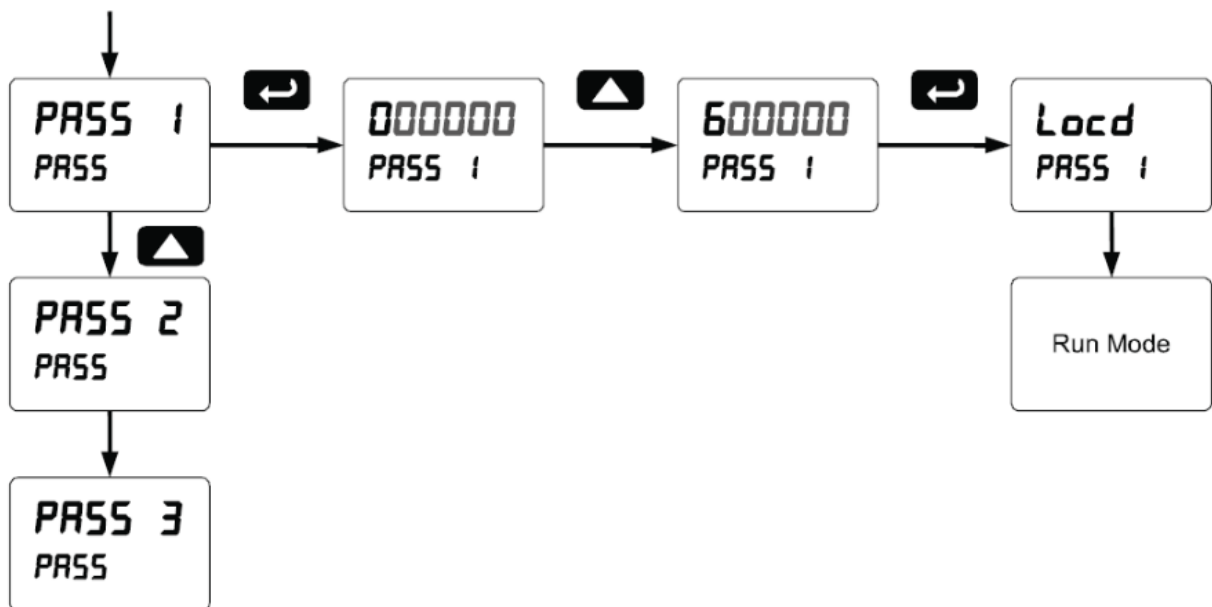 PASS 1
PASS
000000
PASS 1
600000
PASS 1
Locd
PASS 1
PASS 2
PASS
Run Mode
PASS 3
PASS